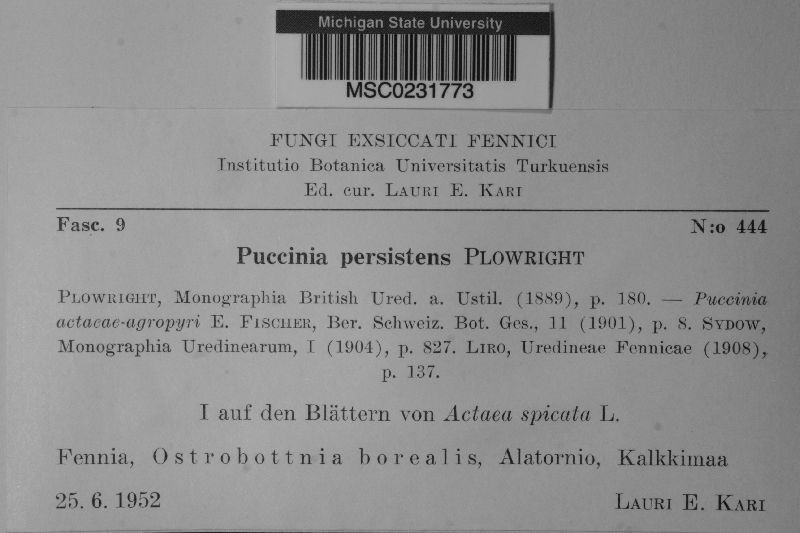 Michigan State University
MSC0231773
FUNGI EXSICCATI FENNICI
Institutio Botanica Universitatis Turkuensis
Ed. cur. LAURI E. KARI
Fasc. 9 N:o 444
Puccinia persistens PLOWRIGHT
PLOWRIGHT, Monographia British Ured. a. Ustil. (1889), p. 180. — Puccinia
actaeae-agropyri E. FISCHER, Ber. Schweiz. Bot. Ges., 11 (1901), p. 8. SYDOW,
Monographia Uredinearum, I (1904), p. 827. LIRO, Uredineae Fennicae (1908),
p. 137.
I auf den Blättern von Actaea spicata L.
Fennia, Ostrobottnia borealis, Alatornio, Kalkkimaa
25. 6. 1952 LAURI E. KARI